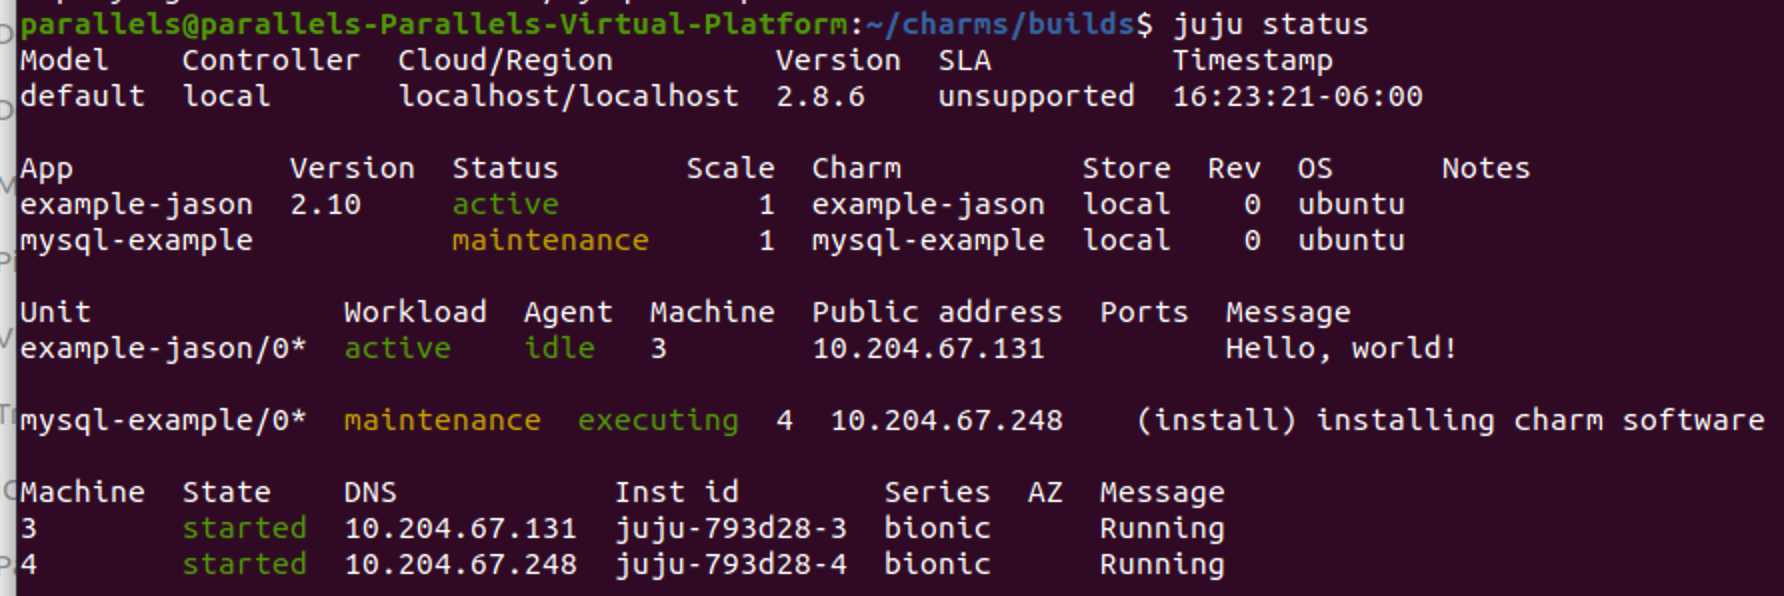 parallels@parallels-Parallels-Virtual-Platform:~/charms/builds$ juju status
Model    Controller  Cloud/Region         Version  SLA          Timestamp
default  local       localhost/localhost  2.8.6    unsupported  16:23:21-06:00
App            Version  Status       Scale  Charm          Store  Rev  OS      Notes
example-jason  2.10     active           1  example-jason  local    0  ubuntu
mysql-example           maintenance      1  mysql-example  local    0  ubuntu
Unit              Workload  Agent  Machine  Public address  Ports  Message
example-jason/0*  active    idle   3        10.204.67.131          Hello, world!
mysql-example/0*  maintenance  executing  4  10.204.67.248    (install) installing charm software
Machine  State    DNS            Inst id        Series  AZ  Message
3        started  10.204.67.131  juju-793d28-3  bionic      Running
4        started  10.204.67.248  juju-793d28-4  bionic      Running